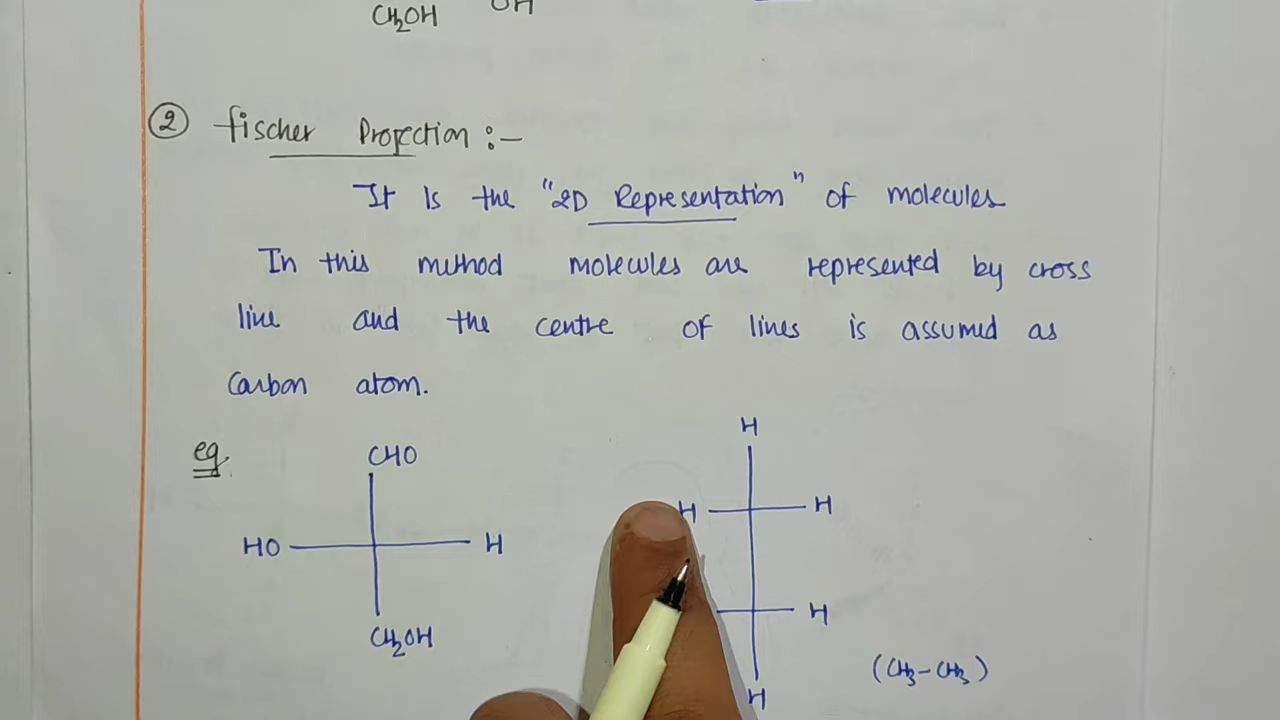 CH2OH OH
② Fischer Projection :-
It is the "2D Representation" of molecules
In this method molecules are represented by cross
line and the centre of lines is assumed as
Carbon atom.
eg.
CHO
HO H
CH2OH
H
H H
H
H
(CH3-CH3)